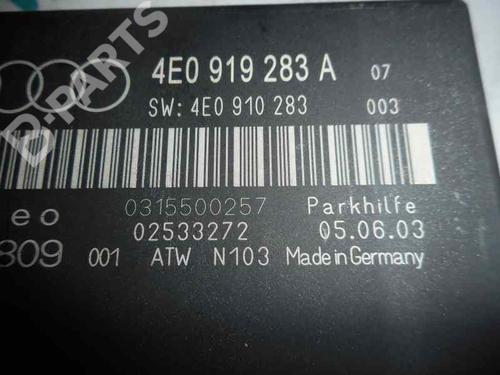 4E0 919 283 A 07
SW: 4E0 910 283 003
eo 0315500257 Parkhilfe
02533272 05.06.03
809 001 ATW N103 Made in Germany
D-PARTS